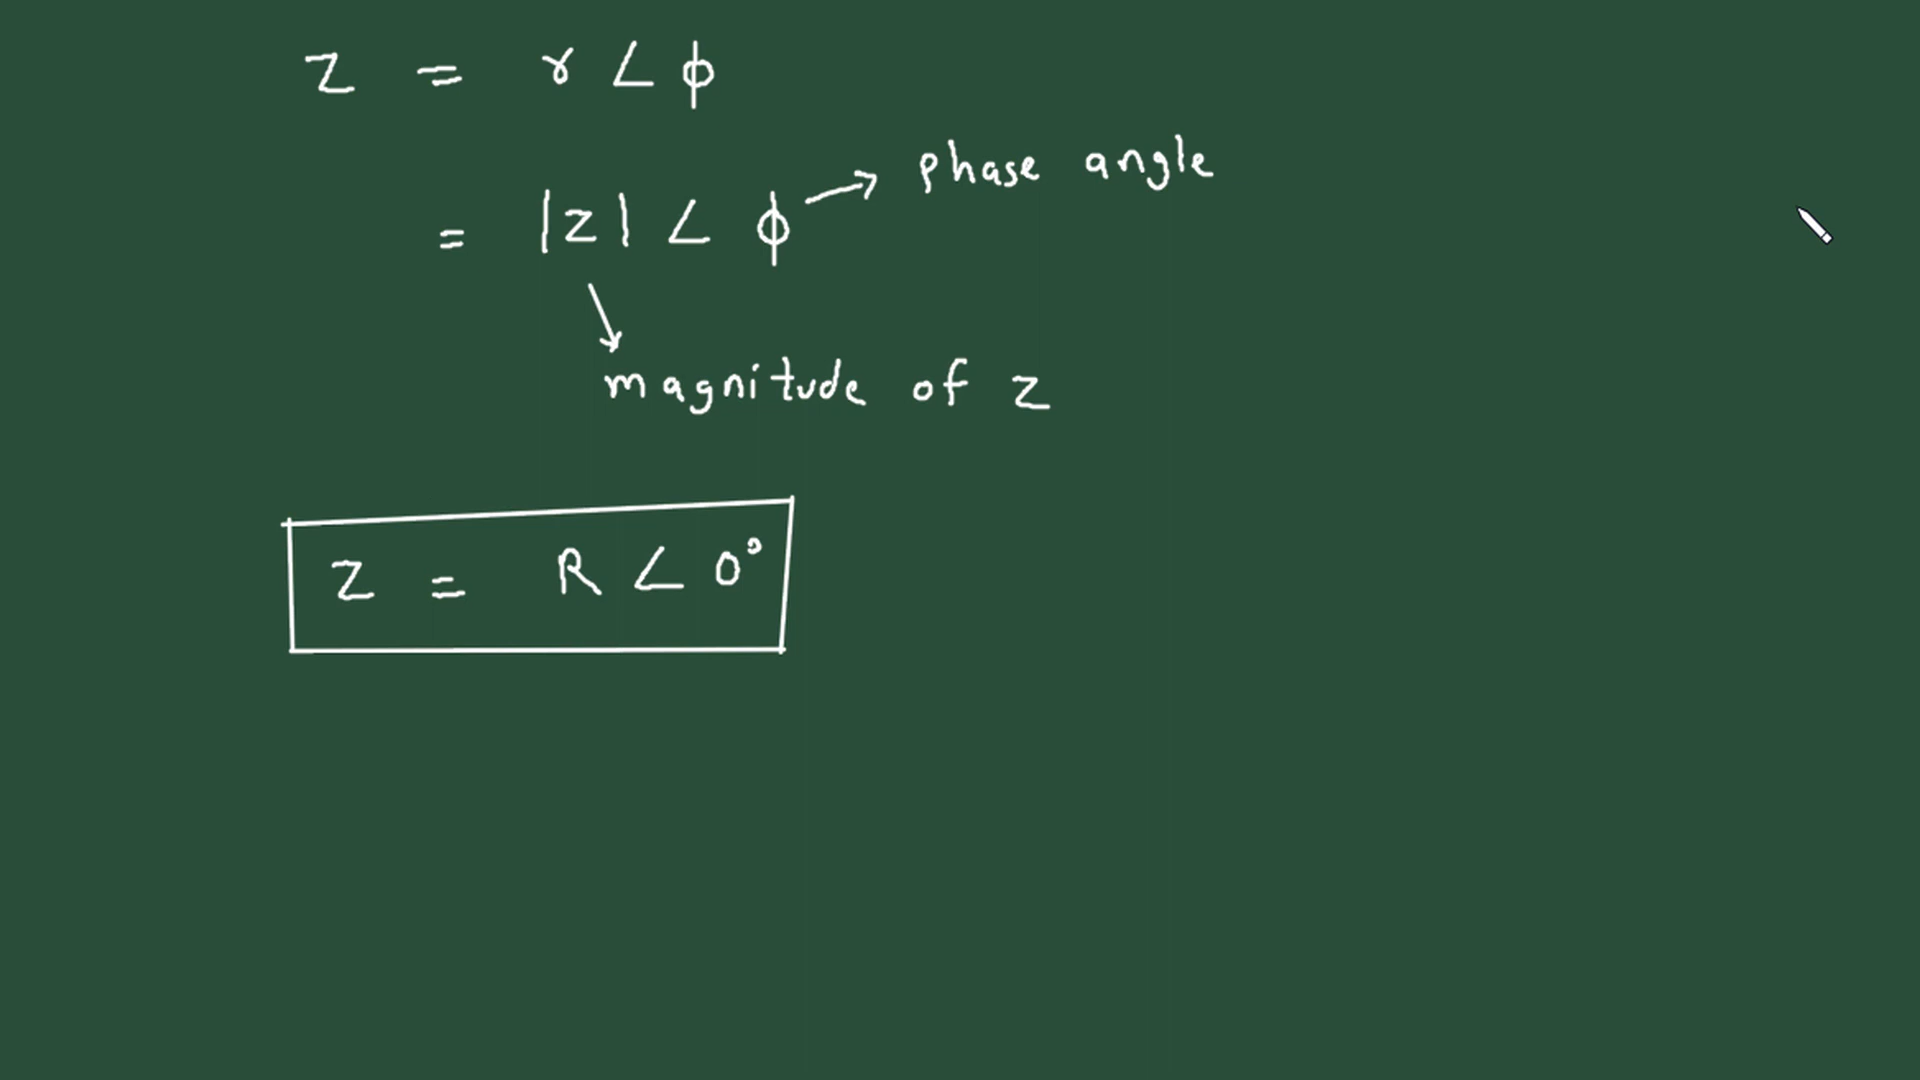 z = r ∠ ϕ
= |z| ∠ ϕ → phase angle
magnitude of z
z = R ∠ 0°